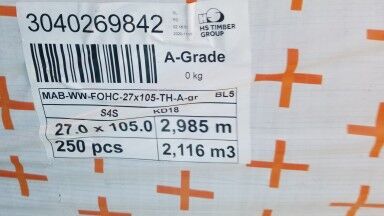 3040269842
HS TIMBER
GROUP
A-Grade
0 kg
MAB-WW-FOHC-27x105-TH-A-gr BLS
S4S KD18
27.0 x 105.0 2,985 m
250 pcs 2,116 m3